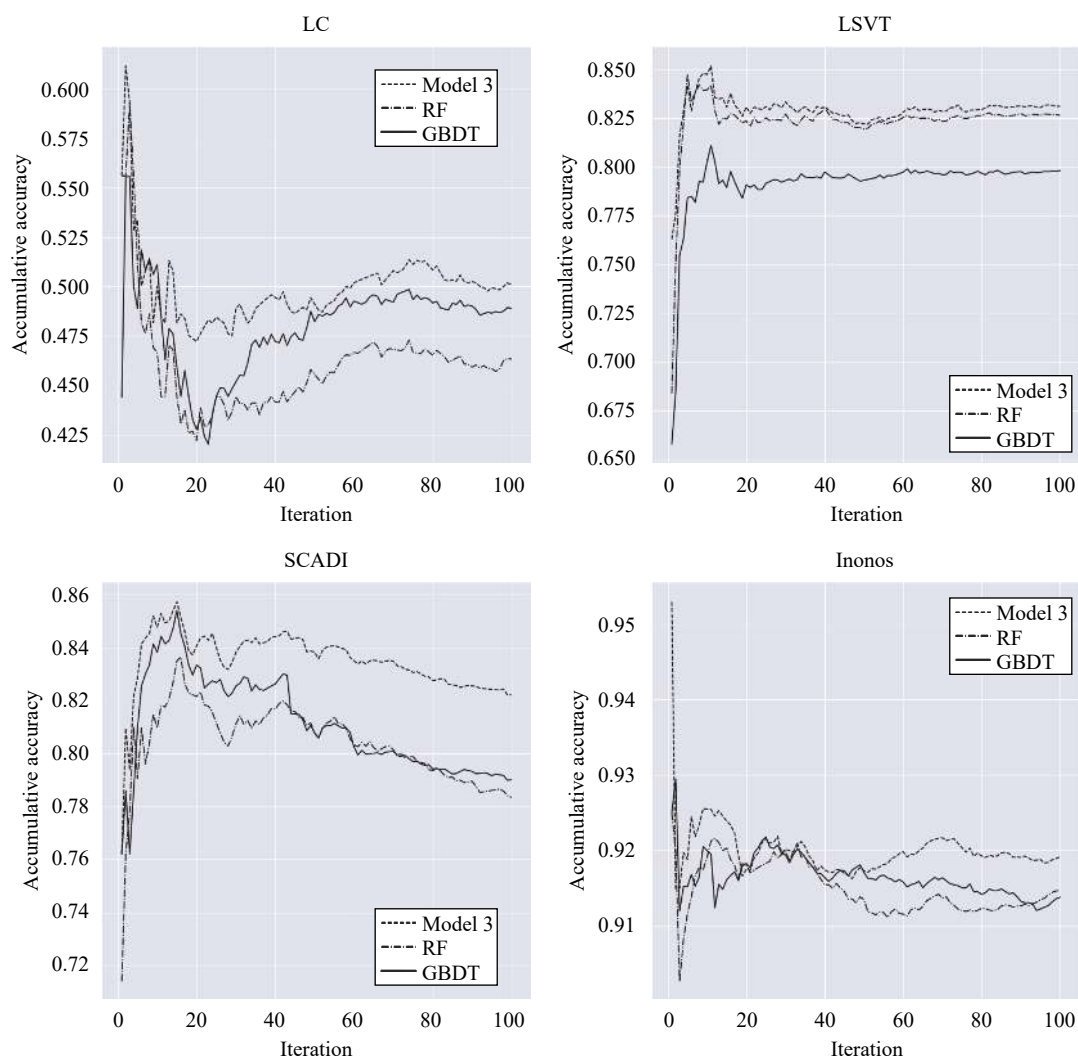 LC
0.600
0.575
0.550
0.525
0.500
0.475
0.450
0.425
Accumulative accuracy
Model 3
RF
GBDT
0 20 40 60 80 100
Iteration
LSVT
0.850
0.825
0.800
0.775
0.750
0.725
0.700
0.675
0.650
Accumulative accuracy
Model 3
RF
GBDT
0 20 40 60 80 100
Iteration
SCADI
0.86
0.84
0.82
0.80
0.78
0.76
0.74
0.72
Accumulative accuracy
Model 3
RF
GBDT
0 20 40 60 80 100
Iteration
Inonos
0.95
0.94
0.93
0.92
0.91
Accumulative accuracy
Model 3
RF
GBDT
0 20 40 60 80 100
Iteration